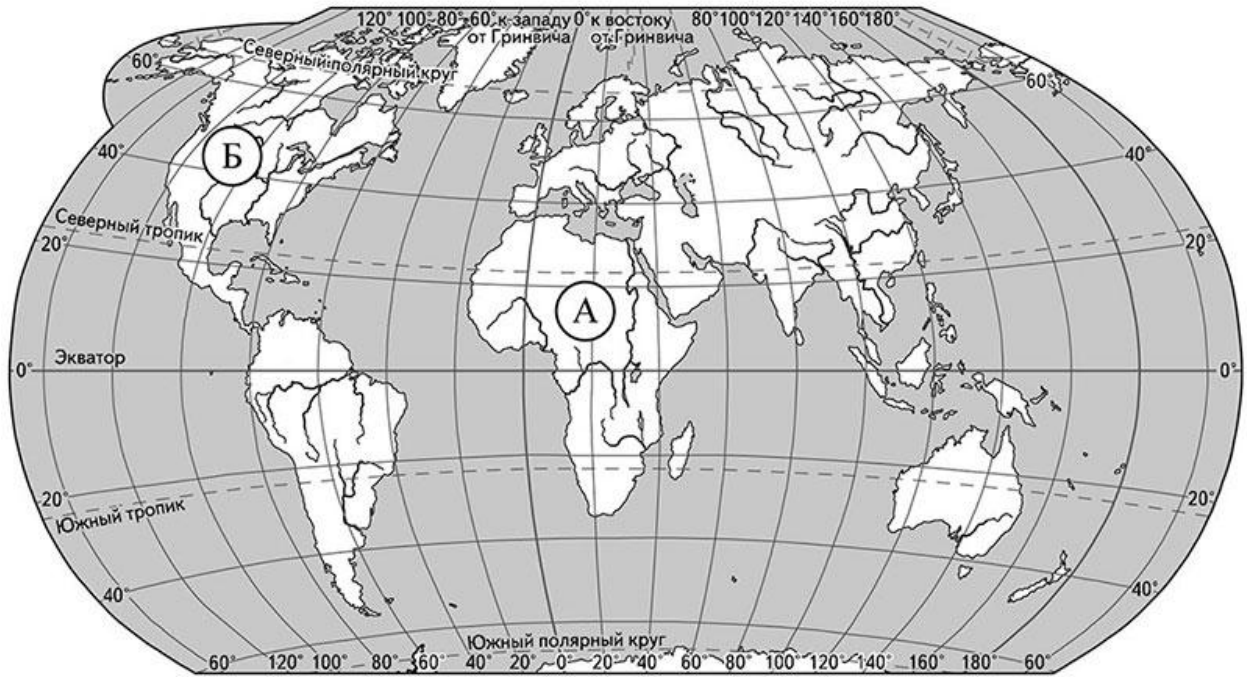 120° 100° 80° 60° к западу 0° к востоку 80° 100° 120° 140° 160° 180°
от Гринвича от Гринвича
Северный полярный круг
60° 60°
Б
40° 40°
Северный тропик
20° 20°
А
Экватор
0° 0°
20° 20°
Южный тропик
40° 40°
Южный полярный круг
60° 120° 100° 80° 60° 40° 20° 0° 20° 40° 60° 80° 100° 120° 140° 180° 60°